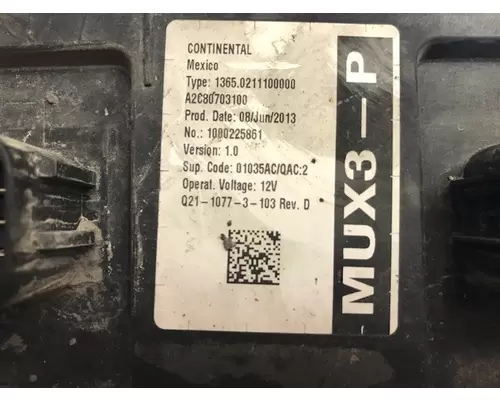 CONTINENTAL
Mexico
Type: 1365.0211100000
A2C80703100
Prod. Date: 08/Jun/2013
No.: 1080225861
Version: 1.0
Sup. Code: 01035AC/QAC:2
Operat. Voltage: 12V
Q21-1077-3-103 Rev. D
MUX3-P